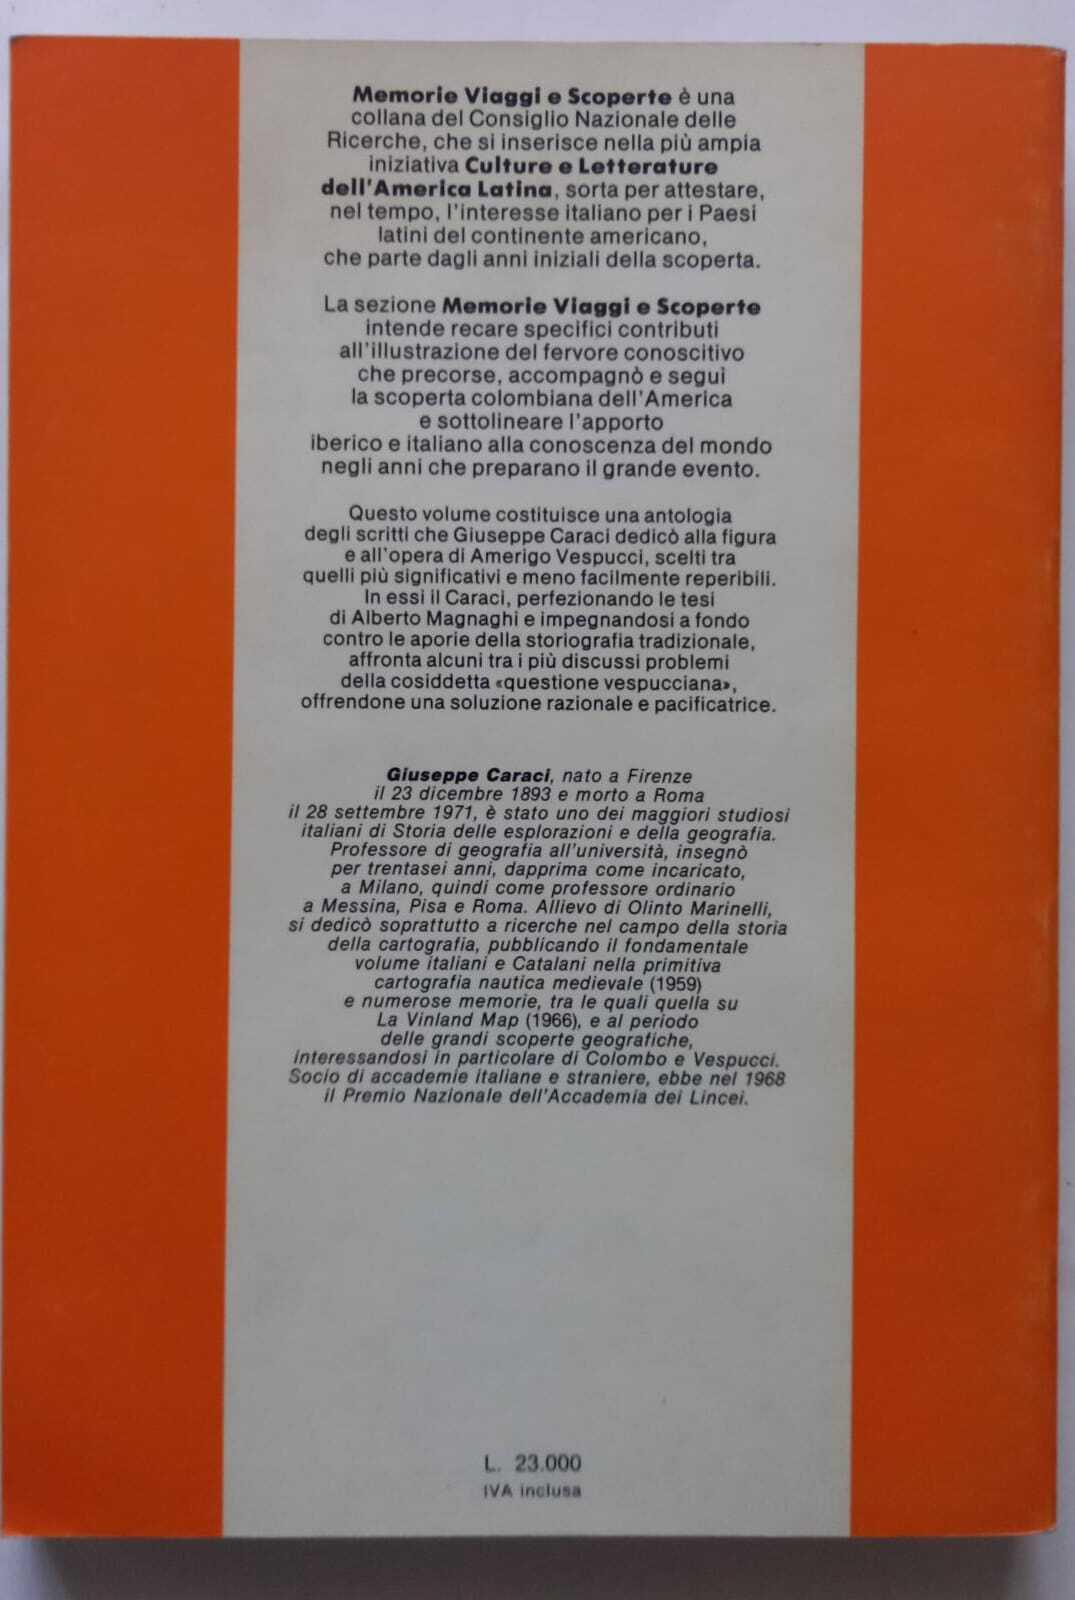 Memorie Viaggi e Scoperte è una
collana del Consiglio Nazionale delle
Ricerche, che si inserisce nella più ampia
iniziativa Culture e Letterature
dell'America Latina, sorta per attestare,
nel tempo, l'interesse italiano per i Paesi
latini del continente americano,
che parte dagli anni iniziali della scoperta.
La sezione Memorie Viaggi e Scoperte
intende recare specifici contributi
all'illustrazione del fervore conoscitivo
che precorse, accompagnò e seguì
la scoperta colombiana dell'America
e sottolineare l'apporto
iberico e italiano alla conoscenza del mondo
negli anni che preparano il grande evento.
Questo volume costituisce una antologia
degli scritti che Giuseppe Caraci dedicò alla figura
e all'opera di Amerigo Vespucci, scelti tra
quelli più significativi e meno facilmente reperibili.
In essi il Caraci, perfezionando le tesi
di Alberto Magnaghi e impegnandosi a fondo
contro le aporie della storiografia tradizionale,
affronta alcuni tra i più discussi problemi
della cosiddetta «questione vespucciana»,
offrendone una soluzione razionale e pacificatrice.
Giuseppe Caraci, nato a Firenze
il 23 dicembre 1893 e morto a Roma
il 28 settembre 1971, è stato uno dei maggiori studiosi
italiani di Storia delle esplorazioni e della geografia.
Professore di geografia all'università, insegnò
per trentasei anni, dapprima come incaricato,
a Milano, quindi come professore ordinario
a Messina, Pisa e Roma. Allievo di Olinto Marinelli,
si dedicò soprattutto a ricerche nel campo della storia
della cartografia, pubblicando il fondamentale
volume italiani e Catalani nella primitiva
cartografia nautica medievale (1959)
e numerose memorie, tra le quali quella su
La Vinland Map (1966), e al periodo
delle grandi scoperte geografiche,
interessandosi in particolare di Colombo e Vespucci.
Socio di accademie italiane e straniere, ebbe nel 1968
il Premio Nazionale dell'Accademia dei Lincei.
L. 23.000
IVA inclusa